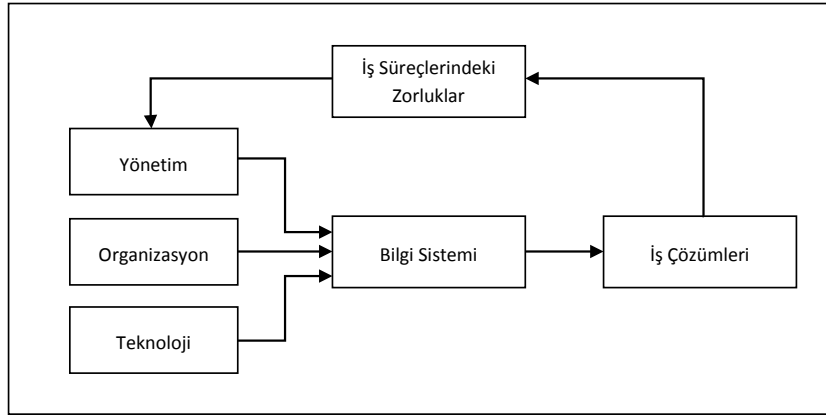 İş Süreçlerindeki
Zorluklar
Yönetim
Organizasyon
Bilgi Sistemi
İş Çözümleri
Teknoloji